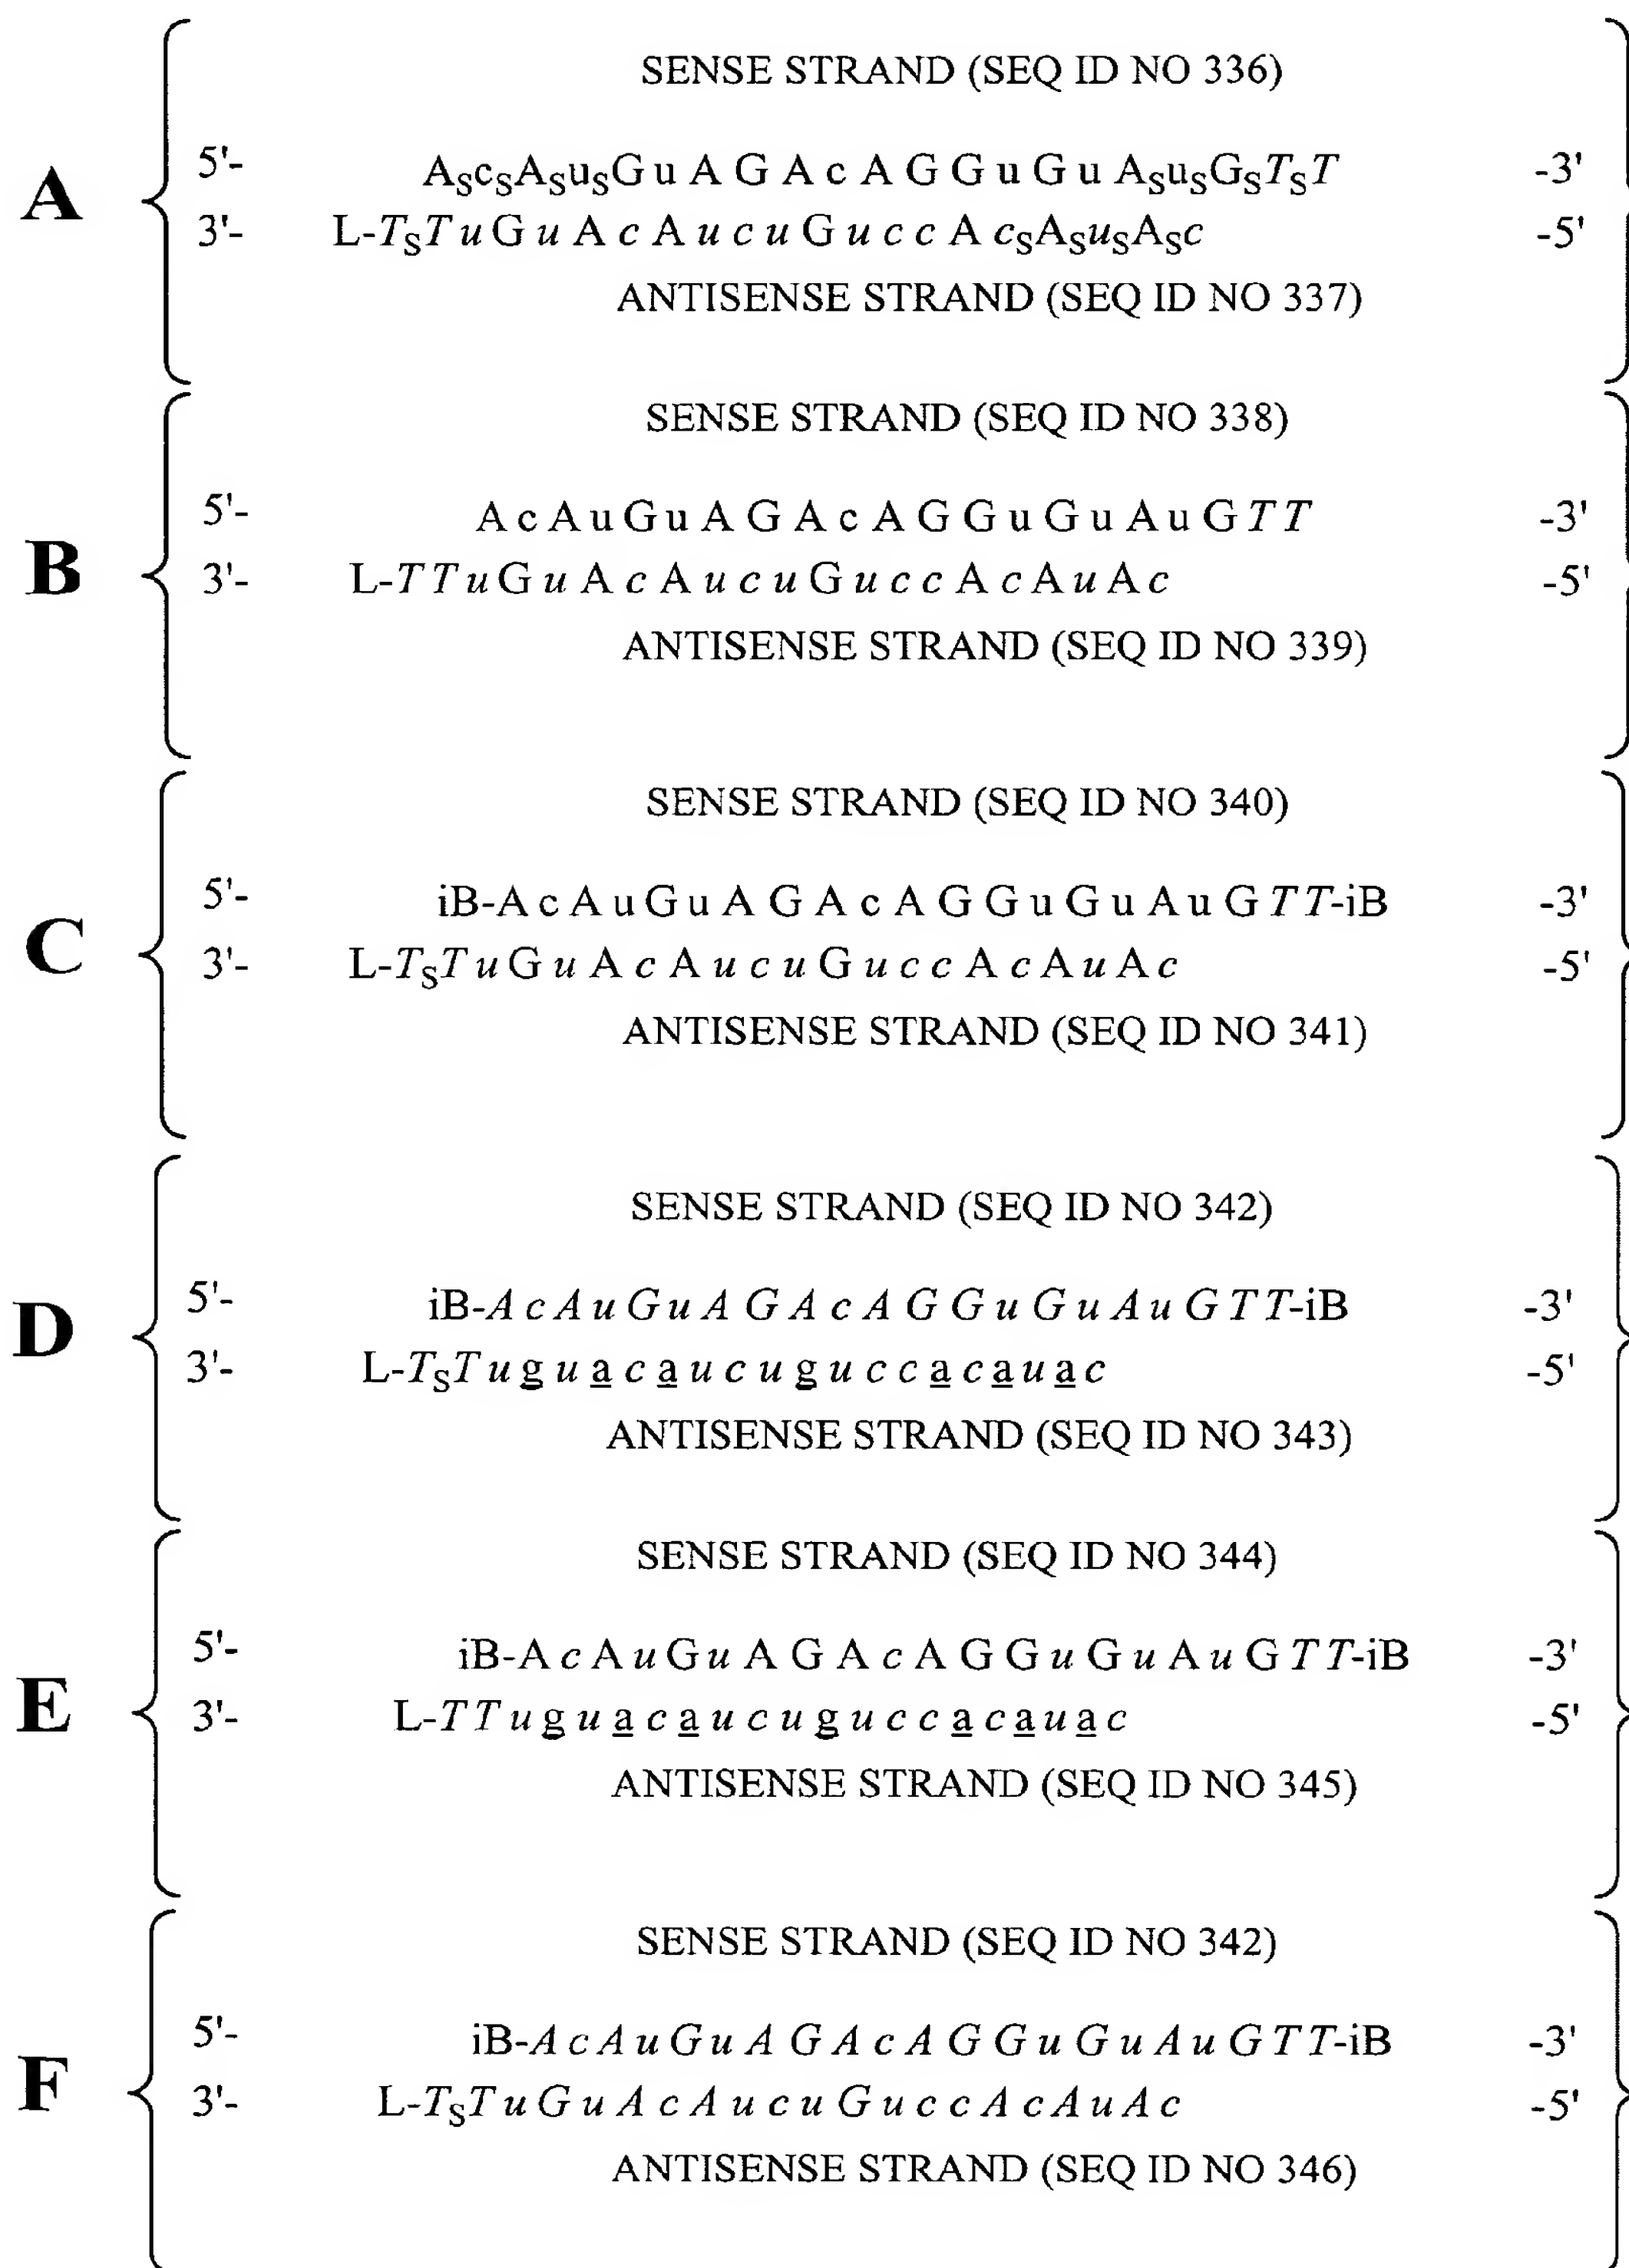 SENSE STRAND (SEQ ID NO 336)
A
5'- AscsAsusGuAGAcAGGuGuAsusGsTsT -3'
3'- L-TsTuGuAcAucuGuccAcsAsusAsc -5'
ANTISENSE STRAND (SEQ ID NO 337)
SENSE STRAND (SEQ ID NO 338)
B
5'- AcAuGuAGAcAGGuGuAuGTT -3'
3'- L-TTuGuAcAucuGuccAcAuAc -5'
ANTISENSE STRAND (SEQ ID NO 339)
SENSE STRAND (SEQ ID NO 340)
C
5'- iB-AcAuGuAGAcAGGuGuAuGTT-iB -3'
3'- L-TsTuGuAcAucuGuccAcAuAc -5'
ANTISENSE STRAND (SEQ ID NO 341)
SENSE STRAND (SEQ ID NO 342)
D
5'- iB-AcAuGuAGAcAGGuGuAuGTT-iB -3'
3'- L-TsTuguacaucuguccacauac -5'
ANTISENSE STRAND (SEQ ID NO 343)
SENSE STRAND (SEQ ID NO 344)
E
5'- iB-AcAuGuAGAcAGGuGuAuGTT-iB -3'
3'- L-TTuguacaucuguccacauac -5'
ANTISENSE STRAND (SEQ ID NO 345)
SENSE STRAND (SEQ ID NO 342)
F
5'- iB-AcAuGuAGAcAGGuGuAuGTT-iB -3'
3'- L-TsTuGuAcAucuGuccAcAuAc -5'
ANTISENSE STRAND (SEQ ID NO 346)